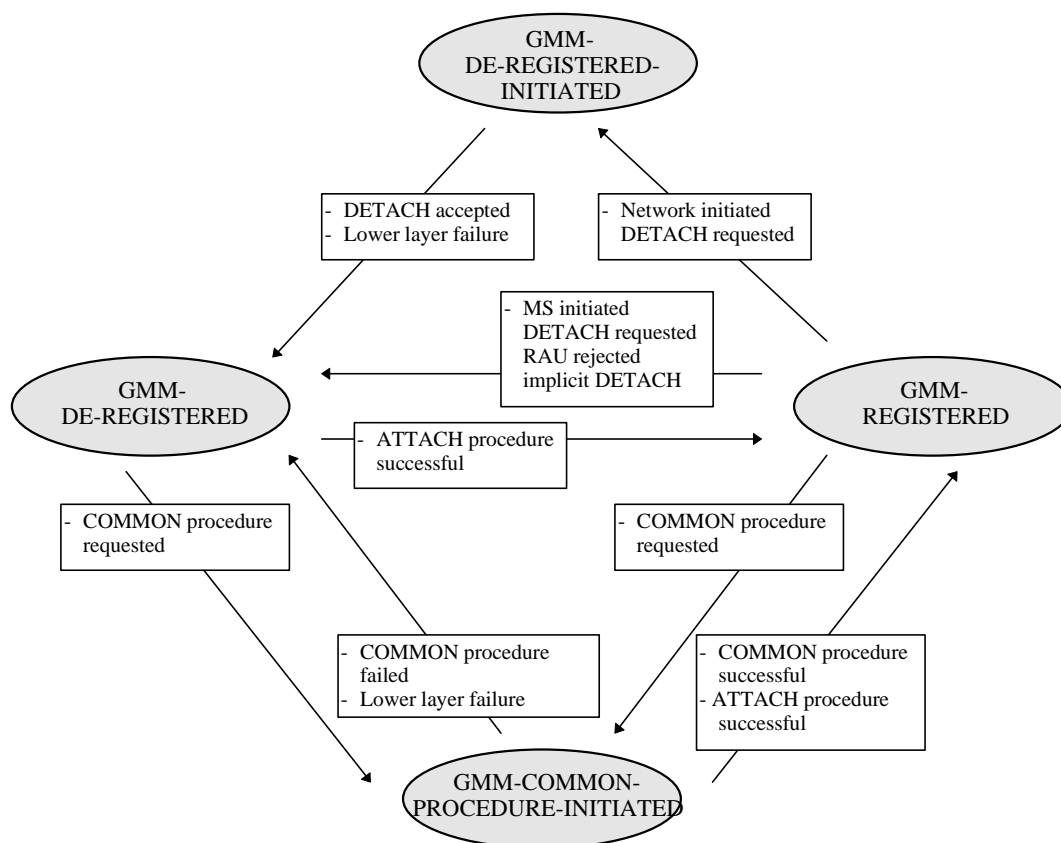 GMM-
DE-REGISTERED-
INITIATED
- DETACH accepted
- Lower layer failure
- Network initiated
DETACH requested
- MS initiated
DETACH requested
RAU rejected
implicit DETACH
GMM-
DE-REGISTERED
GMM-
REGISTERED
- ATTACH procedure
successful
- COMMON procedure
requested
- COMMON procedure
requested
- COMMON procedure
failed
- Lower layer failure
- COMMON procedure
successful
- ATTACH procedure
successful
GMM-COMMON-
PROCEDURE-INITIATED